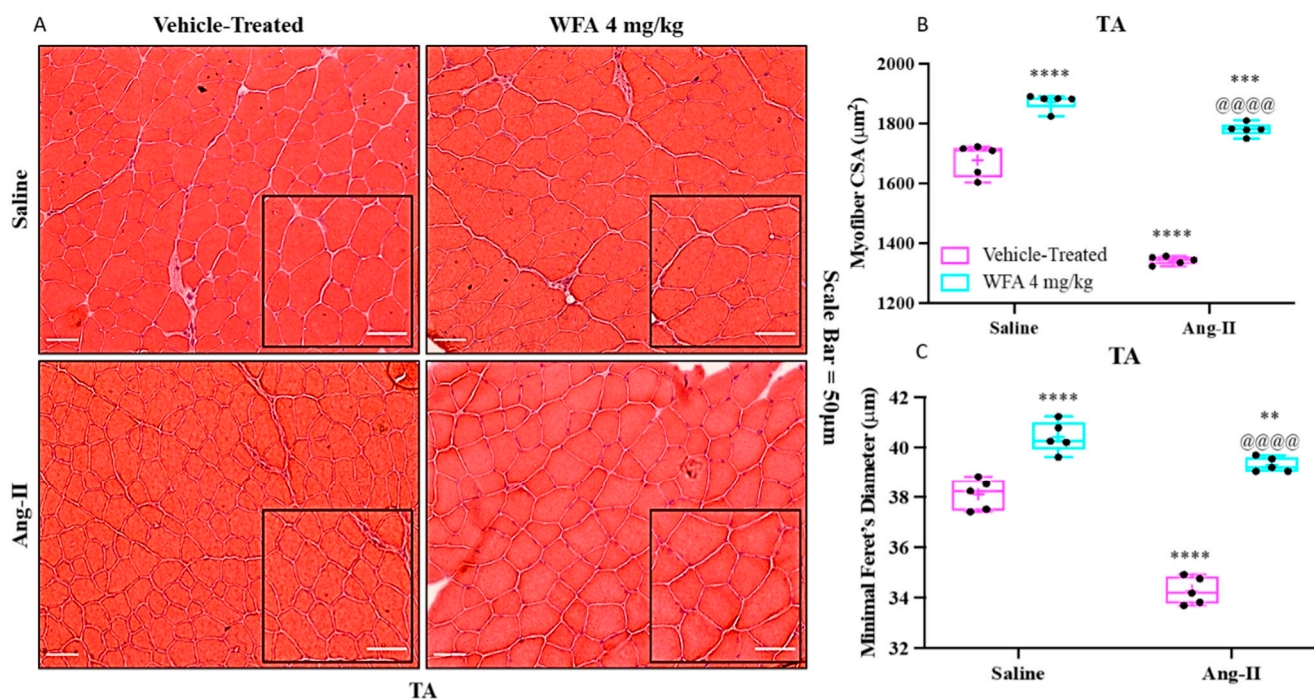 A
Vehicle-Treated
WFA 4 mg/kg
Saline
Ang-II
TA
Scale Bar = 50μm
B
TA
Myofiber CSA (μm²)
2000
1800
1600
1400
1200
****
***
@@@@
****
Vehicle-Treated
WFA 4 mg/kg
Saline
Ang-II
C
TA
Minimal Feret's Diameter (μm)
42
40
38
36
34
32
****
**
@@@@
****
Saline
Ang-II